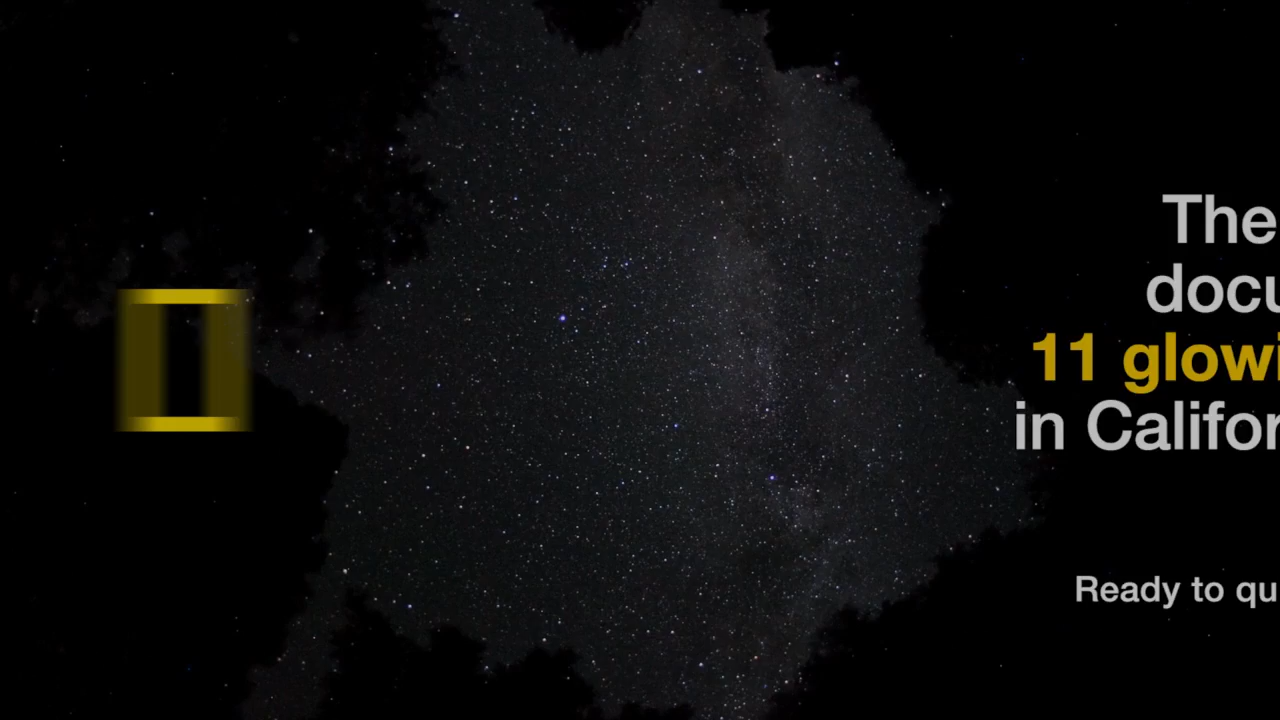 The
docu
11 glowi
in Califor
Ready to qu